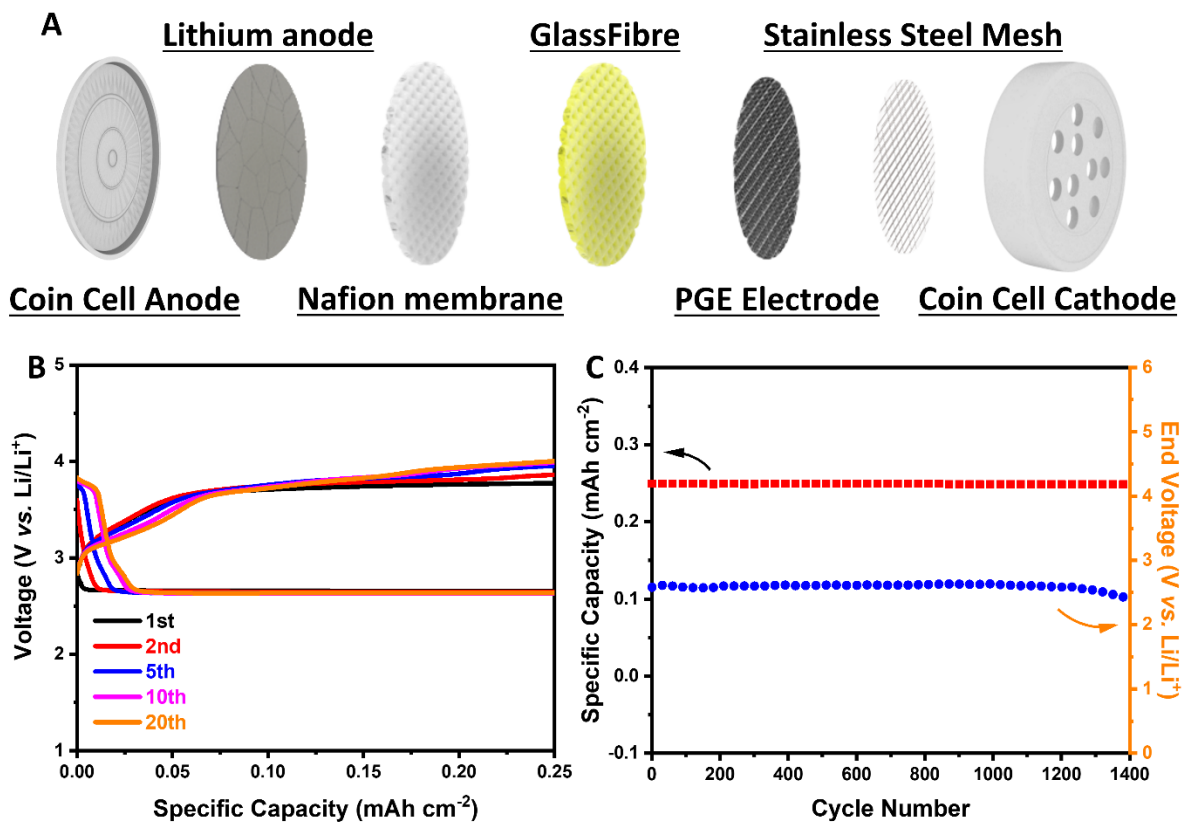 A
Lithium anode
GlassFibre
Stainless Steel Mesh
Coin Cell Anode
Nafion membrane
PGE Electrode
Coin Cell Cathode
B
5
4
3
2
1
Voltage (V vs. Li/Li⁺)
1st
2nd
5th
10th
20th
0.00
0.05
0.10
0.15
0.20
0.25
Specific Capacity (mAh cm⁻²)
C
0.4
0.3
0.2
0.1
0.0
-0.1
Specific Capacity (mAh cm⁻²)
6
5
4
3
2
1
0
End Voltage (V vs. Li/Li⁺)
0
200
400
600
800
1000
1200
1400
Cycle Number